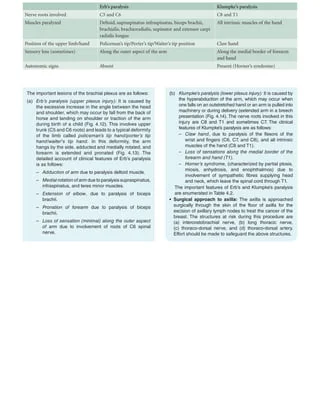 Erb's paralysis Klumpke's paralysis
Nerve roots involved C5 and C6 C8 and T1
Muscles paralysed Deltoid, supraspinatus infraspinatus, biceps brachii, All intrinsic muscles of the hand
brachialis, brachioradialis, supinator and extensor carpi
radialis longus
Position of the upper limb/hand Policeman's tip/Porter's tip/Waiter's tip position Claw hand
Sensory loss (sometimes) Along the outer aspect of the arm Along the medial border of forearm
and hand
Autonomic signs Absent Present (Horner's syndrome)
The important lesions of the brachial plexus are as follows:
(a) Erb's paralysis (upper plexus injury): It is caused by
the excessive increase in the angle between the head
and shoulder, which may occur by fall from the back of
horse and landing on shoulder or traction of the arm
during birth of a child (Fig. 4.12). This involves upper
trunk (C5 and C6 roots) and leads to a typical deformity
of the limb called policeman's tip hand/porter's tip
hand/waiter's tip hand. In this deformity, the arm
hangs by the side, adducted and medially rotated, and
forearm is extended and pronated (Fig. 4.13). The
detailed account of clinical features of Erb's paralysis
is as follows:
– Adduction of arm due to paralysis deltoid muscle.
– Medial rotation of arm due to paralysis supraspinatus,
infraspinatus, and teres minor muscles.
– Extension of elbow, due to paralysis of biceps
brachii.
– Pronation of forearm due to paralysis of biceps
brachii.
– Loss of sensation (minimal) along the outer aspect
of arm due to involvement of roots of C6 spinal
nerve.
(b) Klumpke's paralysis (lower plexus injury): It is caused by
the hyperabduction of the arm, which may occur when
one falls on an outstretched hand or an arm is pulled into
machinery or during delivery (extended arm in a breech
presentation (Fig. 4.14). The nerve roots involved in this
injury are C8 and T1 and sometimes C7. The clinical
features of Klumpke's paralysis are as follows:
– Claw hand, due to paralysis of the flexors of the
wrist and fingers (C6, C7, and C8), and all intrinsic
muscles of the hand (C8 and T1).
– Loss of sensations along the medial border of the
forearm and hand (T1).
– Horner's syndrome, (characterized by partial ptosis,
miosis, anhydrosis, and enophthalmos) due to
involvement of sympathetic fibres supplying head
and neck, which leave the spinal cord through T1.
The important features of Erb's and Klumpke's paralysis
are enumerated in Table 4.2.
• Surgical approach to axilla: The axilla is approached
surgically through the skin of the floor of axilla for the
excision of axillary lymph nodes to treat the cancer of the
breast. The structures at risk during this procedure are
(a) intercostobrachial nerve, (b) long thoracic nerve,
(c) thoraco-dorsal nerve, and (d) thoraco-dorsal artery.
Effort should be made to safeguard the above structures.